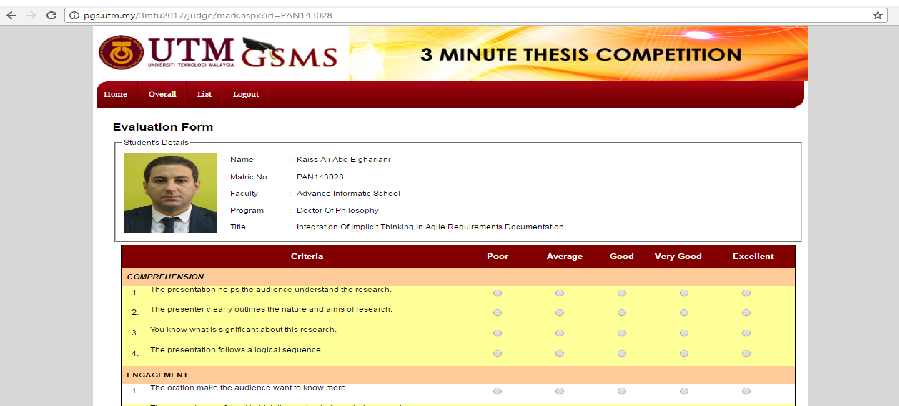 pgs.utm.my/3mtu2017/judge/mark.aspx?id=PAN143028
UTM GSMS 3 MINUTE THESIS COMPETITION
UNIVERSITI TEKNOLOGI MALAYSIA
Home Overall List Logout
Evaluation Form
Student's Details
Name : Kaiss Ali Abd Elghariani
Matric No : PAN143028
Faculty : Advance Informatic School
Program : Doctor Of Philosophy
Title : Integration Of Implicit Thinking In Agile Requirements Documentation
Criteria Poor Average Good Very Good Excellent
COMPREHENSION
1. The presentation helps the audience understand the research.
2. The presenter clearly outlines the nature and aims of research.
3. You know what is significant about this research.
4. The presentation follows a logical sequence.
ENGAGEMENT
1. The oration make the audience want to know more.